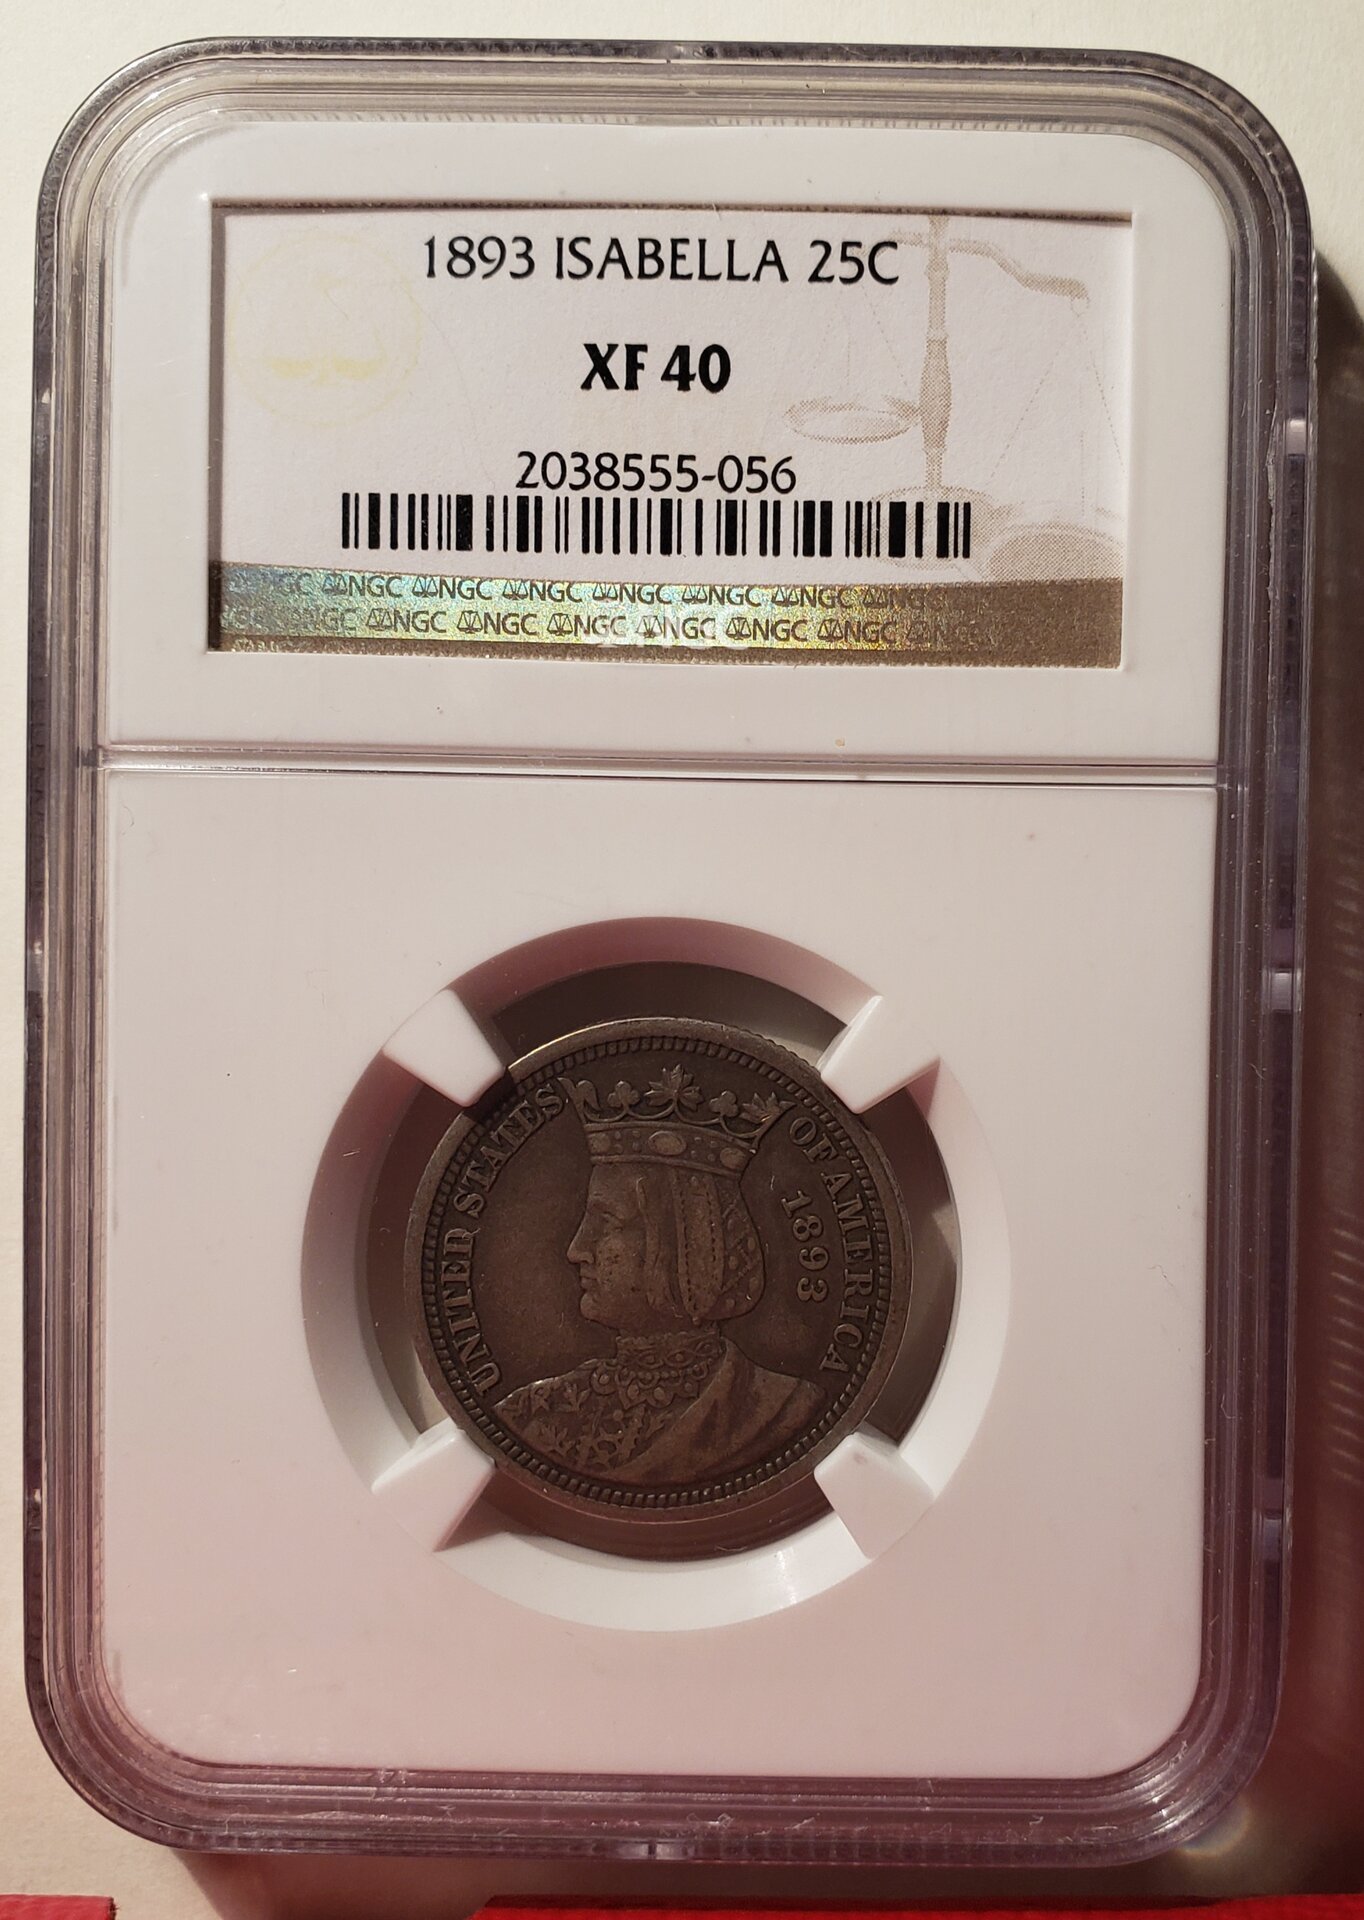 1893 ISABELLA 25C
XF 40
2038555-056
NGC NGC NGC NGC NGC NGC NGC NGC
NGC NGC NGC NGC NGC NGC NGC
UNITED STATES OF AMERICA
1893